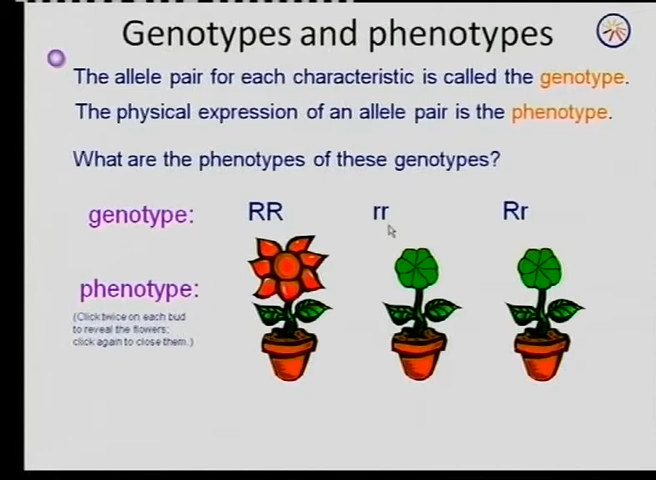 Genotypes and phenotypes
The allele pair for each characteristic is called the genotype.
The physical expression of an allele pair is the phenotype.
What are the phenotypes of these genotypes?
genotype: RR rr Rr
phenotype:
(Click twice on each bud
to reveal the flowers;
click again to close them.)